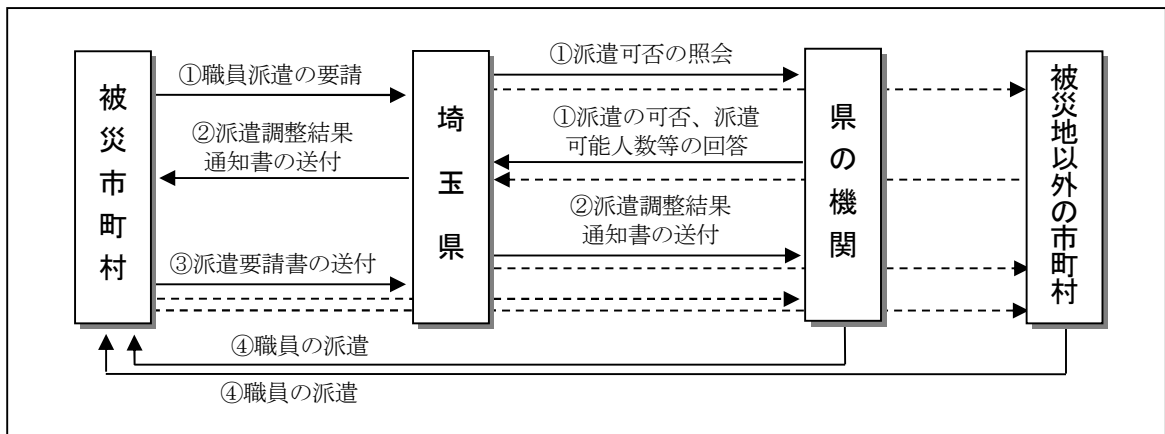 被災市町村
①職員派遣の要請
②派遣調整結果
通知書の送付
③派遣要請書の送付
埼玉県
①派遣可否の照会
①派遣の可否、派遣
可能人数等の回答
②派遣調整結果
通知書の送付
県の機関
被災地以外の市町村
④職員の派遣
④職員の派遣